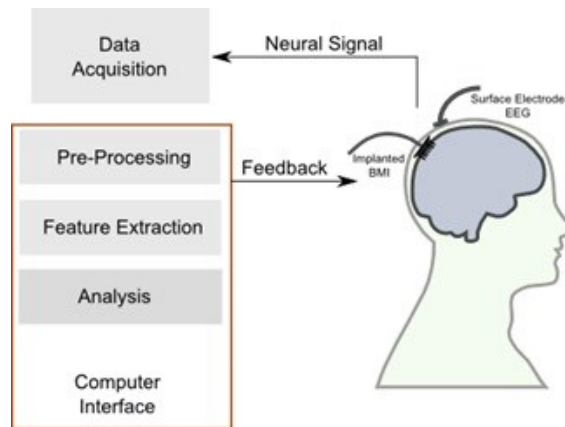 Data
Acquisition
Neural Signal
Surface Electrode
EEG
Implanted
BMI
Pre-Processing
Feedback
Feature Extraction
Analysis
Computer
Interface